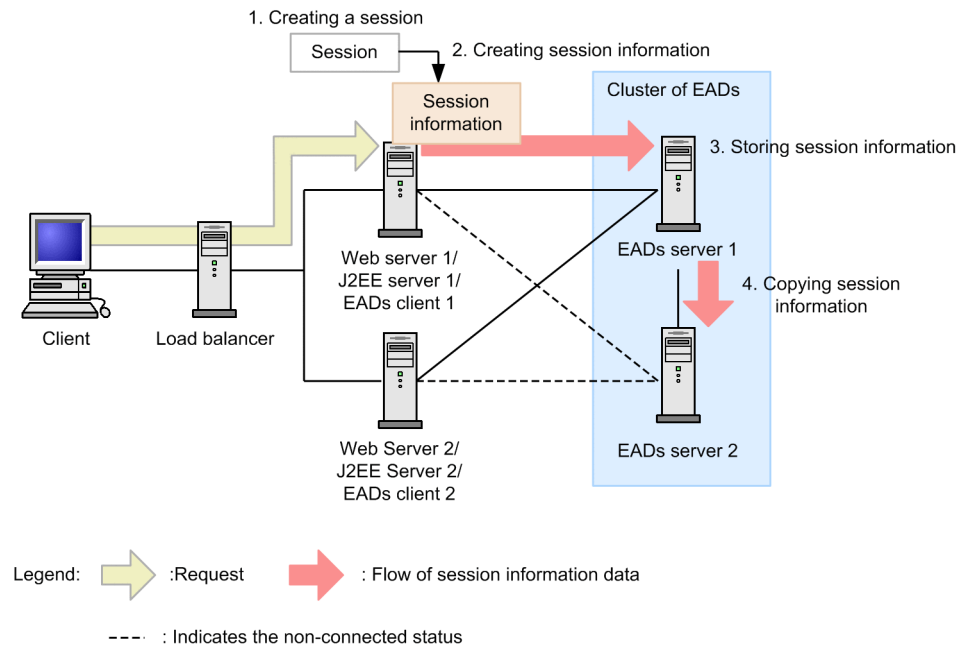 1. Creating a session
Session
2. Creating session information
Session
information
Cluster of EADs
3. Storing session information
Web server 1/
J2EE server 1/
EADs client 1
EADs server 1
4. Copying session
information
Client
Load balancer
Web Server 2/
J2EE Server 2/
EADs client 2
EADs server 2
Legend:
:Request
: Flow of session information data
: Indicates the non-connected status